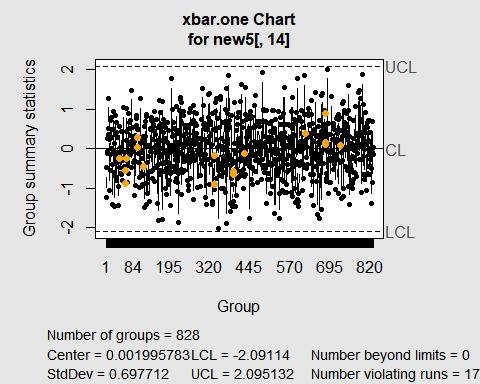 xbar.one Chart
for new5[, 14]
Group summary statistics
2
1
0
-1
-2
UCL
CL
LCL
1 84 195 320 445 570 695 820
Group
Number of groups = 828
Center = 0.001995783 LCL = -2.09114 Number beyond limits = 0
StdDev = 0.697712 UCL = 2.095132 Number violating runs = 17